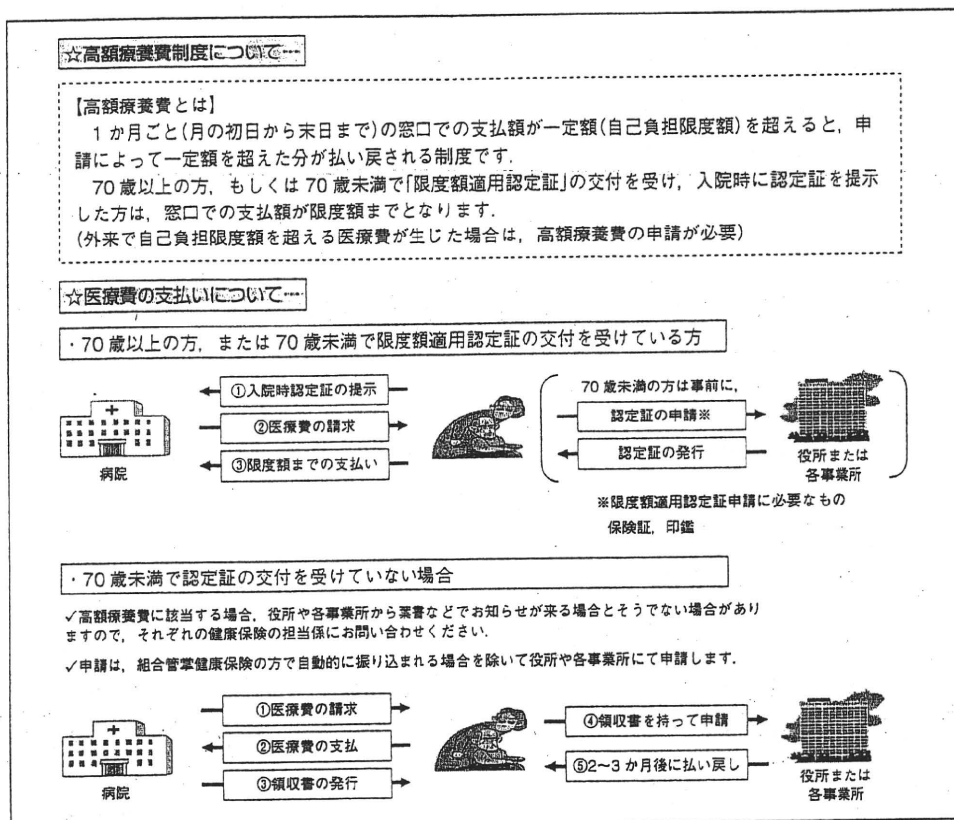 ☆高額療養費制度について…
【高額療養費とは】
１か月ごと(月の初日から末日まで)の窓口での支払額が一定額(自己負担限度額)を超えると，申
請によって一定額を超えた分が払い戻される制度です．
70歳以上の方，もしくは70歳未満で「限度額適用認定証」の交付を受け，入院時に認定証を提示
した方は，窓口での支払額が限度額までとなります．
(外来で自己負担限度額を超える医療費が生じた場合は，高額療養費の申請が必要)
☆医療費の支払いについて…
・70歳以上の方，または70歳未満で限度額適用認定証の交付を受けている方
①入院時認定証の提示
②医療費の請求
③限度額までの支払い
病院
70歳未満の方は事前に，
認定証の申請※
認定証の発行
役所または
各事業所
※限度額適用認定証申請に必要なもの
保険証，印鑑
・70歳未満で認定証の交付を受けていない場合
✓高額療養費に該当する場合，役所や各事業所から葉書などでお知らせが来る場合とそうでない場合があり
ますので，それぞれの健康保険の担当係にお問い合わせください．
✓申請は，組合管掌健康保険の方で自動的に振り込まれる場合を除いて役所や各事業所にて申請します．
①医療費の請求
②医療費の支払
③領収書の発行
病院
④領収書を持って申請
⑤2〜3か月後に払い戻し
役所または
各事業所